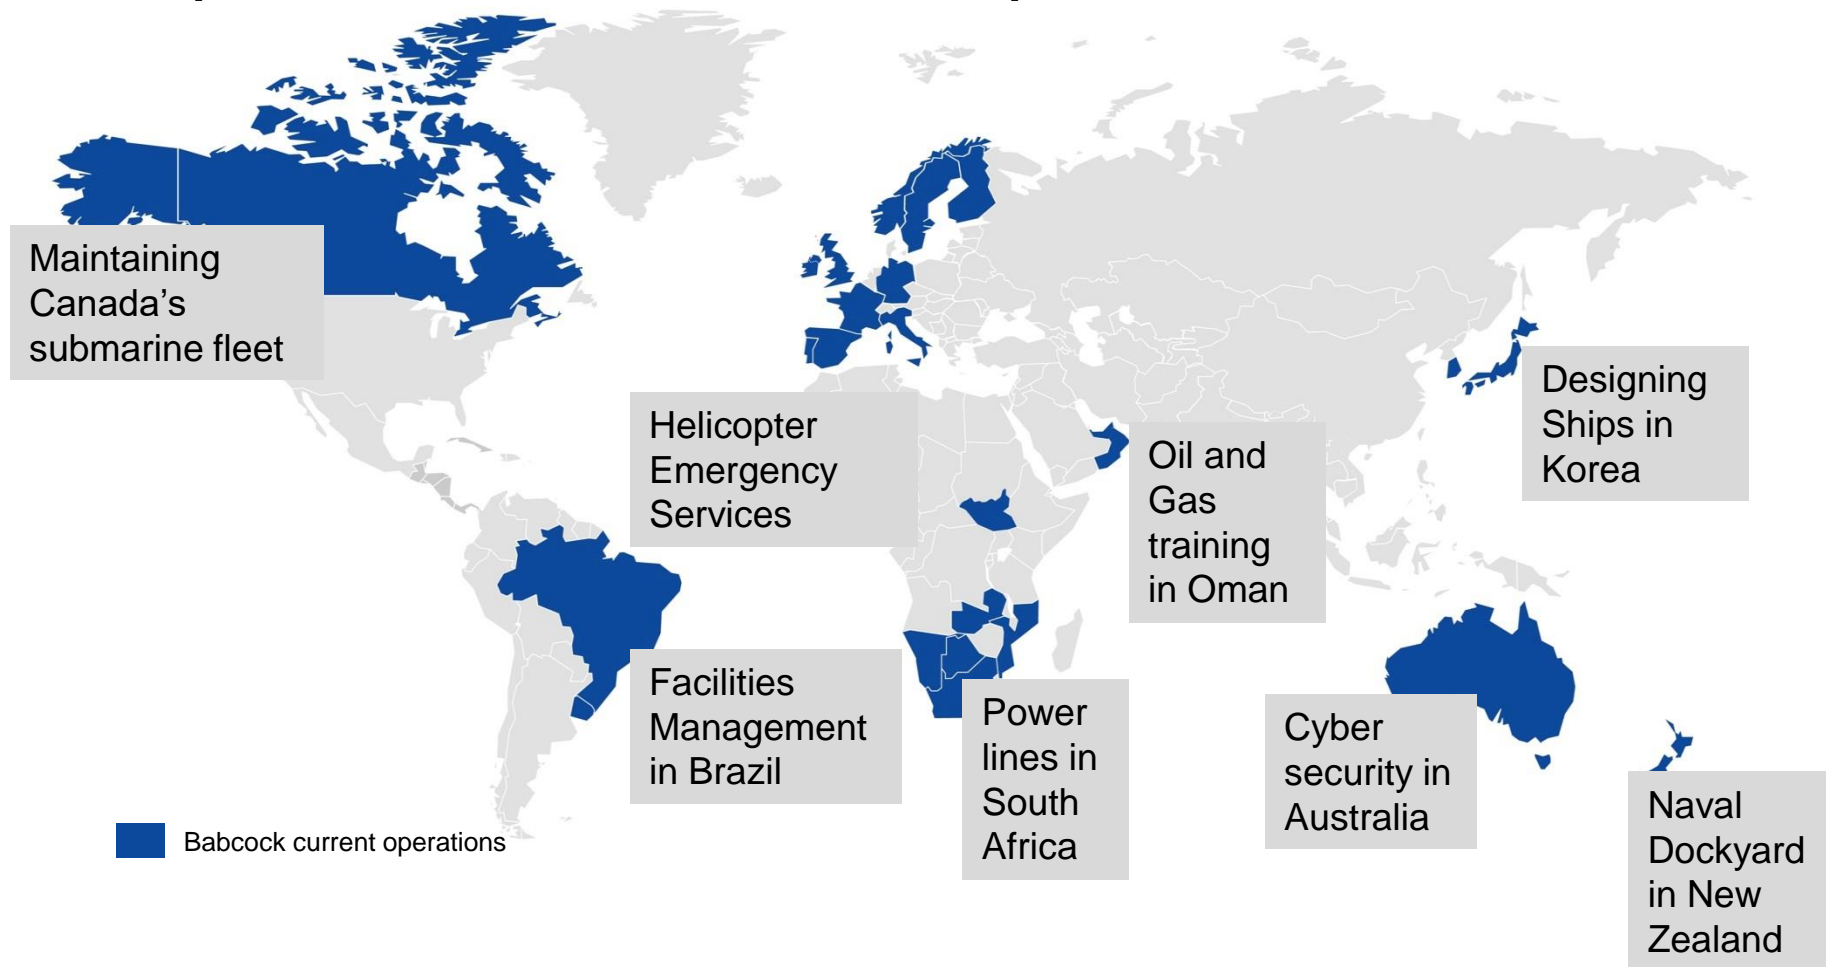 Maintaining
Canada’s
submarine fleet
Helicopter
Emergency
Services
Oil and
Gas
training
in Oman
Designing
Ships in
Korea
Facilities
Management
in Brazil
Power
lines in
South
Africa
Cyber
security in
Australia
Naval
Dockyard
in New
Zealand
Babcock current operations